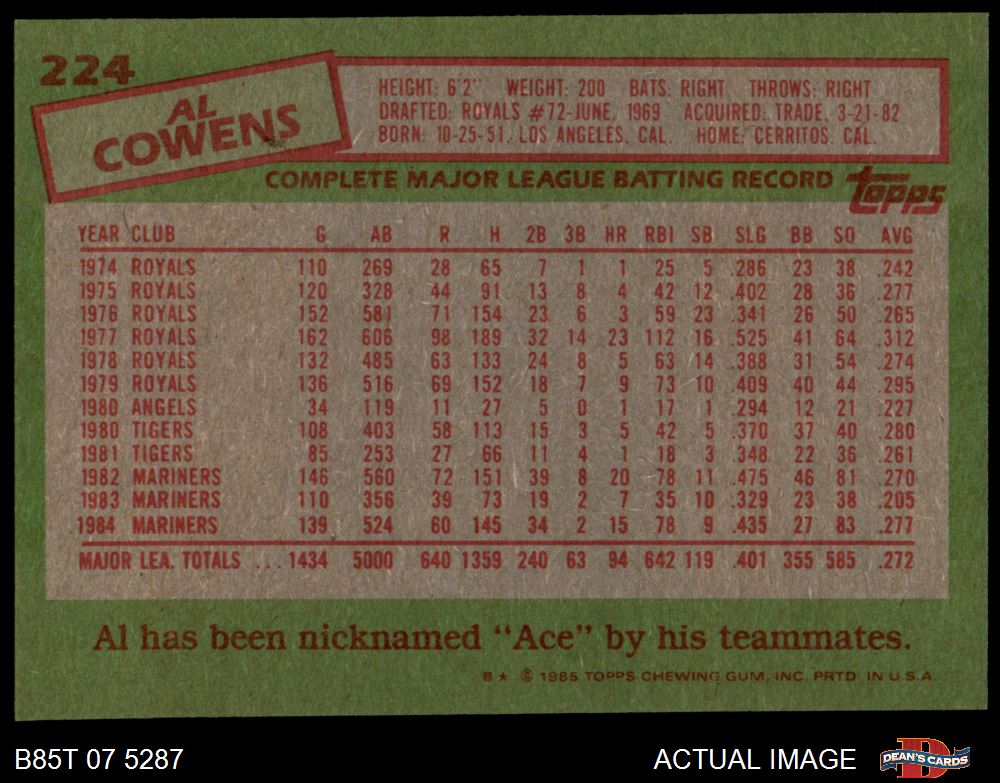 224
AL
COWENS
HEIGHT: 6'2" WEIGHT: 200 BATS: RIGHT THROWS: RIGHT
DRAFTED: ROYALS #72-JUNE, 1969 ACQUIRED: TRADE, 3-21-82
BORN: 10-25-51, LOS ANGELES, CAL. HOME: CERRITOS, CAL.
COMPLETE MAJOR LEAGUE BATTING RECORD topps
YEAR CLUB G AB R H 2B 3B HR RBI SB SLG BB SO AVG
1974 ROYALS 110 269 28 65 7 1 1 25 5 .286 23 38 .242
1975 ROYALS 120 328 44 91 13 8 4 42 12 .402 28 36 .277
1976 ROYALS 152 581 71 154 23 6 3 59 23 .341 26 50 .265
1977 ROYALS 162 606 98 189 32 14 23 112 16 .525 41 64 .312
1978 ROYALS 132 485 63 133 24 8 5 63 14 .388 31 54 .274
1979 ROYALS 136 516 69 152 18 7 9 73 10 .409 40 44 .295
1980 ANGELS 34 119 11 27 5 0 1 17 1 .294 12 21 .227
1980 TIGERS 108 403 58 113 15 3 5 42 5 .370 37 40 .280
1981 TIGERS 85 253 27 66 11 4 1 18 3 .348 22 36 .261
1982 MARINERS 146 560 72 151 39 8 20 78 11 .475 46 81 .270
1983 MARINERS 110 356 39 73 19 2 7 35 10 .329 23 38 .205
1984 MARINERS 139 524 60 145 34 2 15 78 9 .435 27 83 .277
MAJOR LEA. TOTALS ... 1434 5000 640 1359 240 63 94 642 119 .401 355 585 .272
Al has been nicknamed "Ace" by his teammates.
B★ © 1985 TOPPS CHEWING GUM, INC. PRTD. IN U.S.A.
B85T 07 5287 ACTUAL IMAGE DEAN'S CARDS